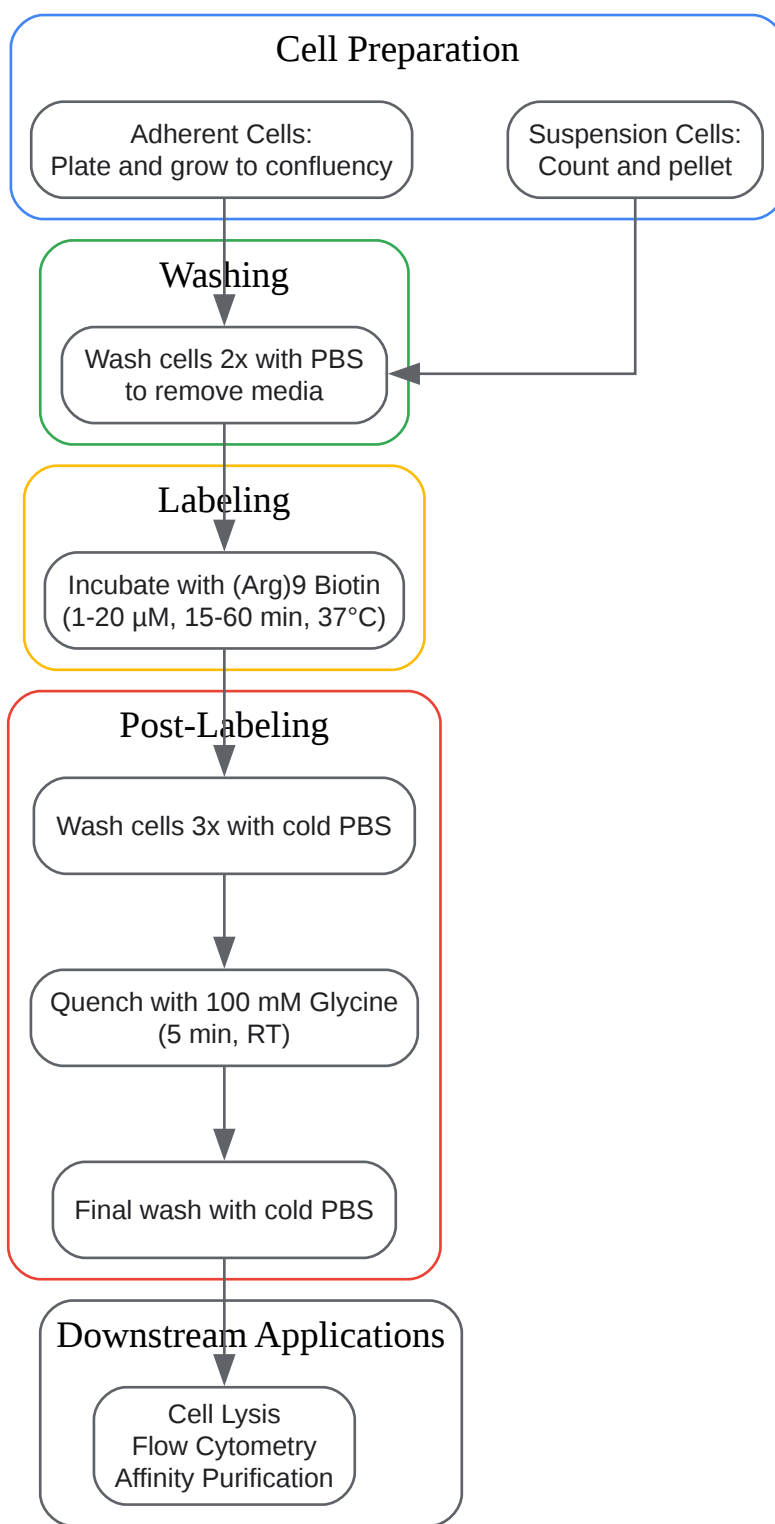 Cell Preparation
Adherent Cells:
Plate and grow to confluency
Suspension Cells:
Count and pellet
Washing
Wash cells 2x with PBS
to remove media
Labeling
Incubate with (Arg)9 Biotin
(1-20 µM, 15-60 min, 37°C)
Post-Labeling
Wash cells 3x with cold PBS
Quench with 100 mM Glycine
(5 min, RT)
Final wash with cold PBS
Downstream Applications
Cell Lysis
Flow Cytometry
Affinity Purification